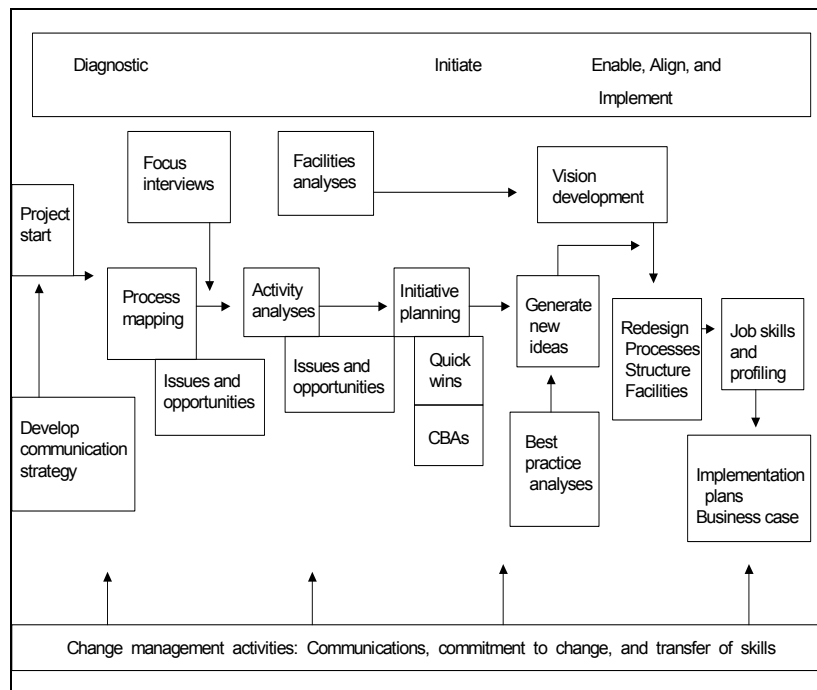 Diagnostic
Initiate
Enable, Align, and
Implement
Focus
interviews
Facilities
analyses
Vision
development
Project
start
Process
mapping
Activity
analyses
Initiative
planning
Generate
new
ideas
Redesign
Processes
Structure
Facilities
Job skills
and
profiling
Issues and
opportunities
Issues and
opportunities
Quick
wins
CBAs
Develop
communication
strategy
Best
practice
analyses
Implementation
plans
Business case
Change management activities: Communications, commitment to change, and transfer of skills